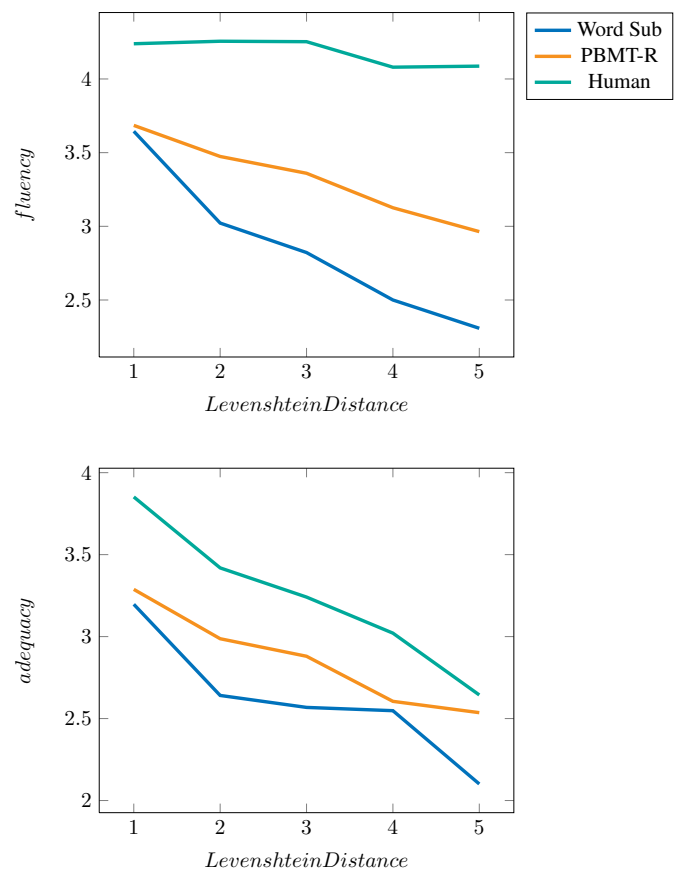 Word Sub
PBMT-R
Human
4
3.5
3
2.5
fluency
1 2 3 4 5
LevenshteinDistance
4
3.5
3
2.5
2
adequacy
1 2 3 4 5
LevenshteinDistance